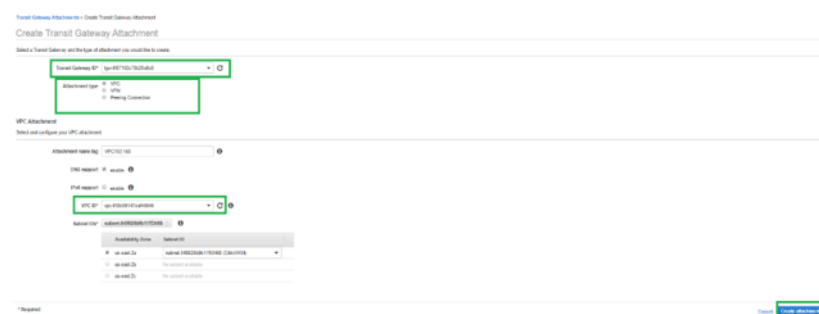 Transit Gateway Attachments > Create Transit Gateway Attachment
Create Transit Gateway Attachment
Select a Transit Gateway and the type of attachment you would like to create.
Transit Gateway ID*
Attachment type
VPC
VPN
Peering Connection
VPC Attachment
Select and configure your VPC attachment.
Attachment name tag
DNS support enable
IPv6 support enable
VPC ID*
Subnet IDs*
Availability Zone Subnet ID
us-east-2a
us-east-2b No subnet available
us-east-2c No subnet available
* Required
Cancel Create attachment